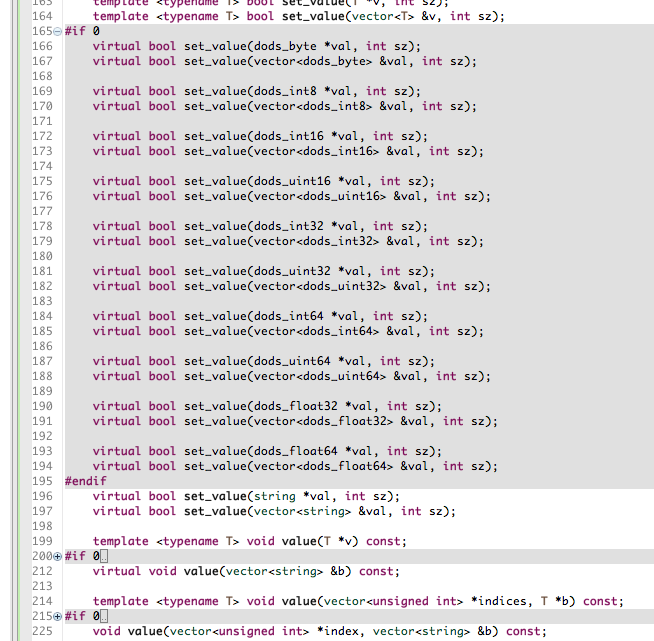 163 template <typename T> bool set_value(T *v, int sz);
164 template <typename T> bool set_value(vector<T> &v, int sz);
165 #if 0
166 virtual bool set_value(dods_byte *val, int sz);
167 virtual bool set_value(vector<dods_byte> &val, int sz);
168
169 virtual bool set_value(dods_int8 *val, int sz);
170 virtual bool set_value(vector<dods_int8> &val, int sz);
171
172 virtual bool set_value(dods_int16 *val, int sz);
173 virtual bool set_value(vector<dods_int16> &val, int sz);
174
175 virtual bool set_value(dods_uint16 *val, int sz);
176 virtual bool set_value(vector<dods_uint16> &val, int sz);
177
178 virtual bool set_value(dods_int32 *val, int sz);
179 virtual bool set_value(vector<dods_int32> &val, int sz);
180
181 virtual bool set_value(dods_uint32 *val, int sz);
182 virtual bool set_value(vector<dods_uint32> &val, int sz);
183
184 virtual bool set_value(dods_int64 *val, int sz);
185 virtual bool set_value(vector<dods_int64> &val, int sz);
186
187 virtual bool set_value(dods_uint64 *val, int sz);
188 virtual bool set_value(vector<dods_uint64> &val, int sz);
189
190 virtual bool set_value(dods_float32 *val, int sz);
191 virtual bool set_value(vector<dods_float32> &val, int sz);
192
193 virtual bool set_value(dods_float64 *val, int sz);
194 virtual bool set_value(vector<dods_float64> &val, int sz);
195 #endif
196 virtual bool set_value(string *val, int sz);
197 virtual bool set_value(vector<string> &val, int sz);
198
199 template <typename T> void value(T *v) const;
200 #if 0
212 virtual void value(vector<string> &b) const;
213
214 template <typename T> void value(vector<unsigned int> *indices, T *b) const;
215 #if 0
225 void value(vector<unsigned int> *index, vector<string> &b) const;